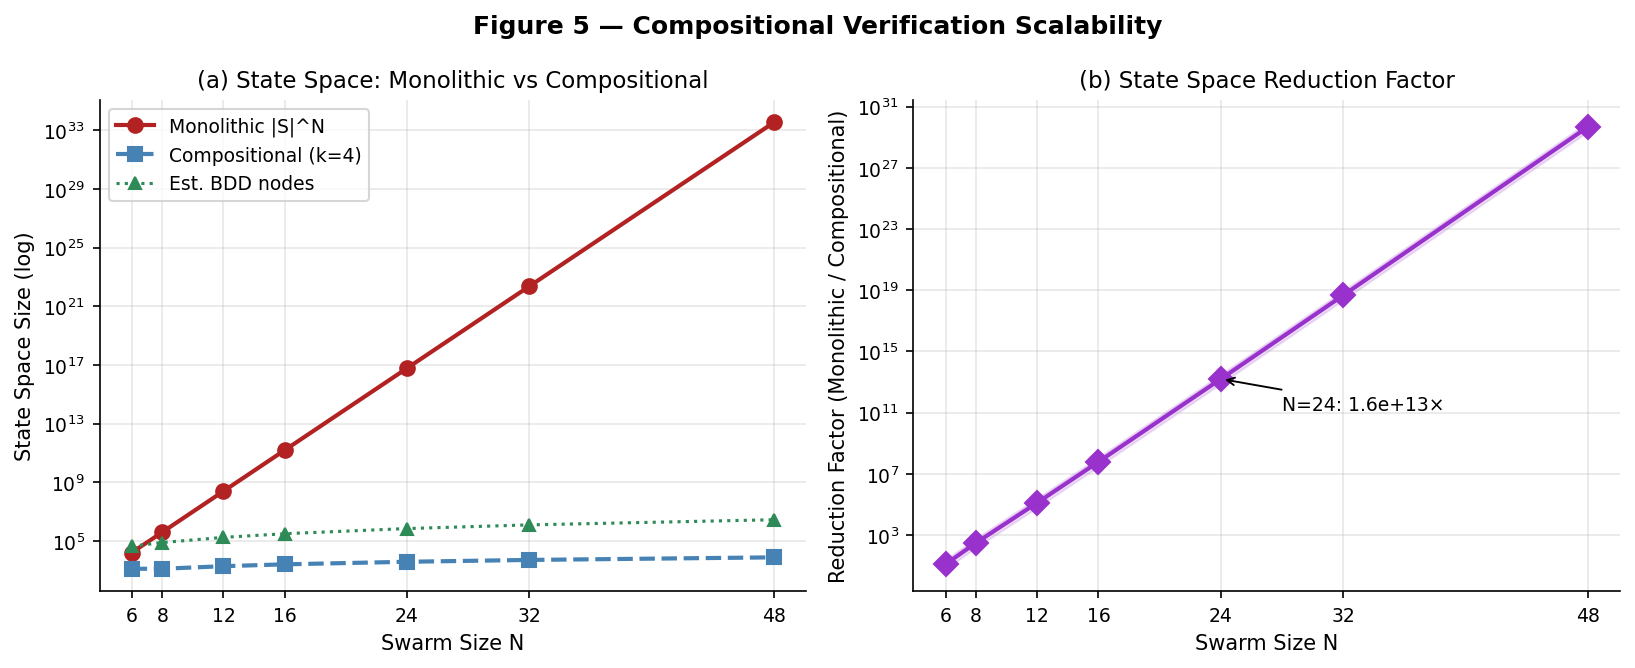 Figure 5 — Compositional Verification Scalability
(a) State Space: Monolithic vs Compositional
Monolithic |S|^N
Compositional (k=4)
Est. BDD nodes
State Space Size (log)
10^33
10^29
10^25
10^21
10^17
10^13
10^9
10^5
6 8 12 16 24 32 48
Swarm Size N
(b) State Space Reduction Factor
Reduction Factor (Monolithic / Compositional)
10^31
10^27
10^23
10^19
10^15
10^11
10^7
10^3
N=24: 1.6e+13×
6 8 12 16 24 32 48
Swarm Size N